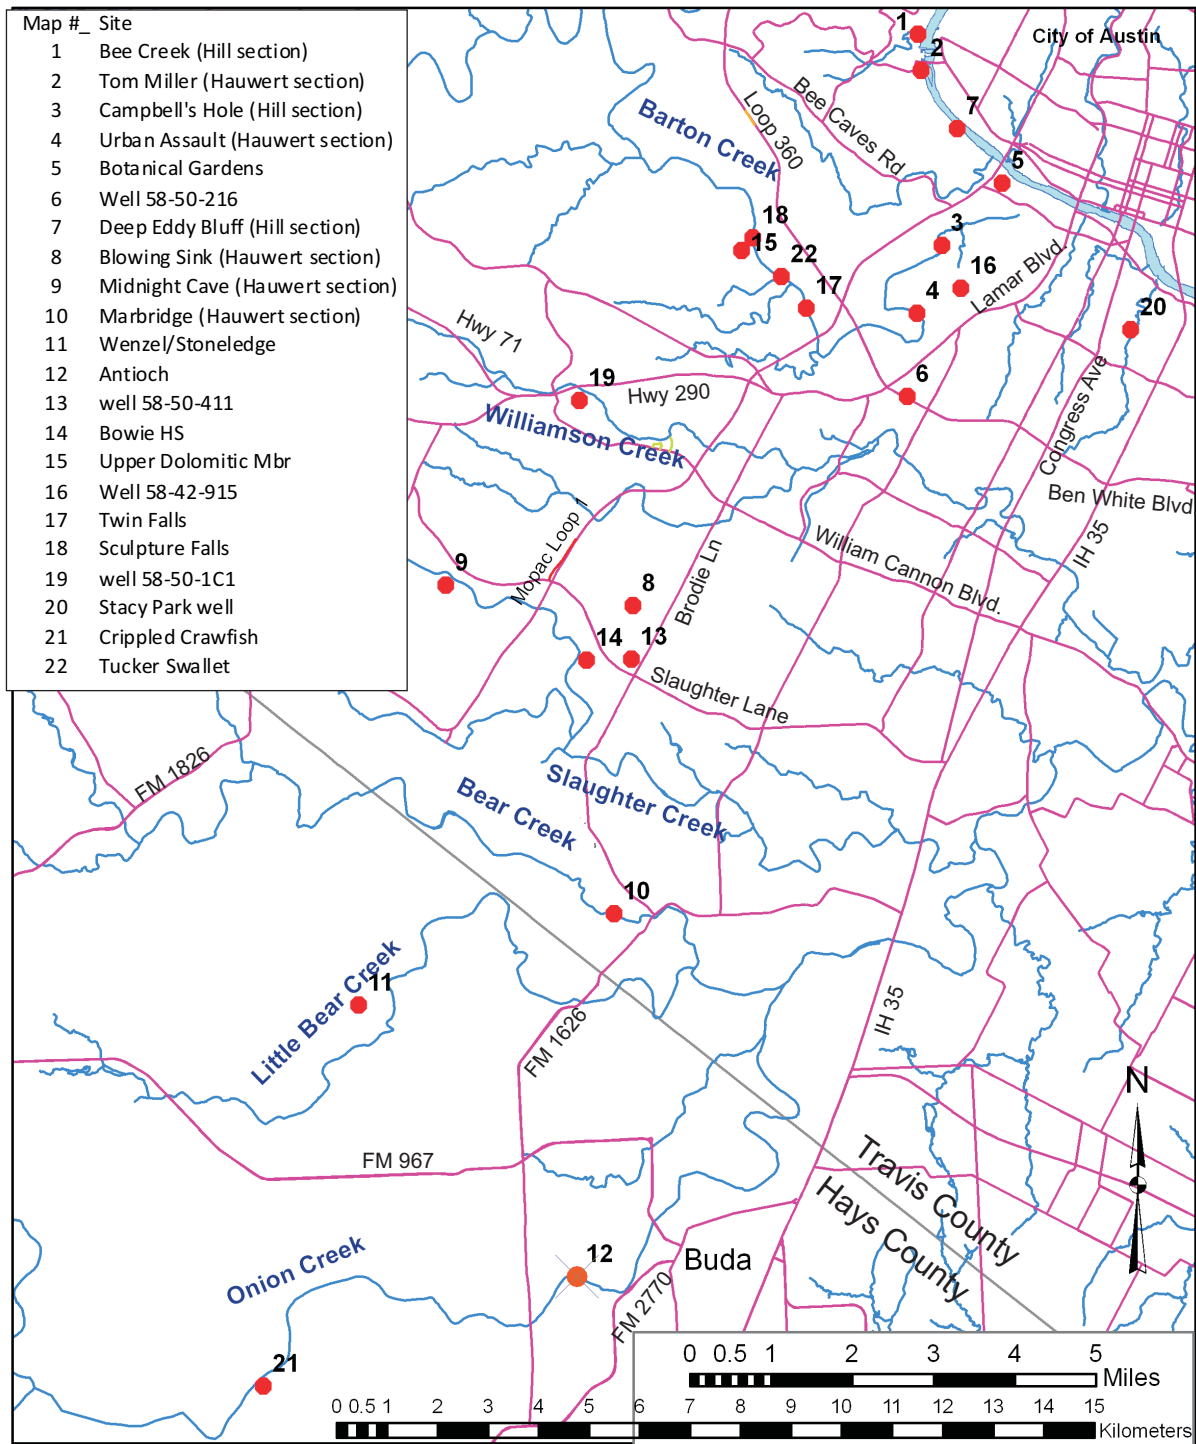 Map #_ Site
1 Bee Creek (Hill section)
2 Tom Miller (Hauwert section)
3 Campbell's Hole (Hill section)
4 Urban Assault (Hauwert section)
5 Botanical Gardens
6 Well 58-50-216
7 Deep Eddy Bluff (Hill section)
8 Blowing Sink (Hauwert section)
9 Midnight Cave (Hauwert section)
10 Marbridge (Hauwert section)
11 Wenzel/Stoneledge
12 Antioch
13 well 58-50-411
14 Bowie HS
15 Upper Dolomitic Mbr
16 Well 58-42-915
17 Twin Falls
18 Sculpture Falls
19 well 58-50-1C1
20 Stacy Park well
21 Crippled Crawfish
22 Tucker Swallet
1
City of Austin
2
7
Bee Caves Rd
Loop 360
Barton Creek
5
18
3
15
22
16
17
4
Lamar Blvd.
20
Hwy 71
19
Hwy 290
6
Congress Ave
Williamson Creek
Ben White Blvd
Mopac Loop 1
IH 35
William Cannon Blvd.
9
8
Brodie Ln
14
13
Slaughter Lane
FM 1826
Slaughter Creek
Bear Creek
10
11
Little Bear Creek
IH 35
FM 1626
N
FM 967
Travis County
Hays County
Onion Creek
12
Buda
FM 2770
21
0 0.5 1 2 3 4 5
Miles
0 0.5 1 2 3 4 5 6 7 8 9 10 11 12 13 14 15
Kilometers